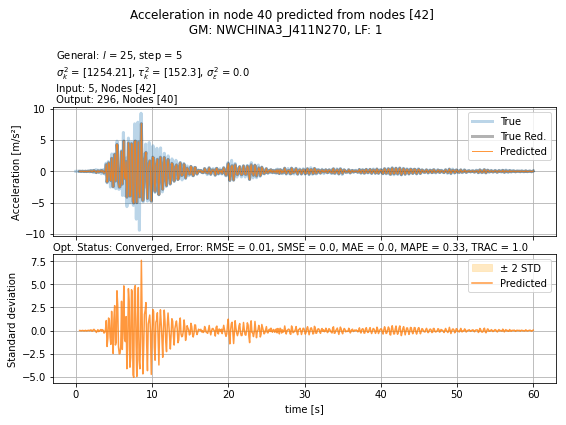 Acceleration in node 40 predicted from nodes [42]
GM: NWCHINA3_J411N270, LF: 1
General: l = 25, step = 5
σ²ₖ = [1254.21], τ²ₖ = [152.3], σ²ε = 0.0
Input: 5, Nodes [42]
Output: 296, Nodes [40]
Acceleration [m/s²]
10
5
0
−5
−10
True
True Red.
Predicted
Opt. Status: Converged, Error: RMSE = 0.01, SMSE = 0.0, MAE = 0.0, MAPE = 0.33, TRAC = 1.0
Standard deviation
7.5
5.0
2.5
0.0
−2.5
−5.0
± 2 STD
Predicted
0 10 20 30 40 50 60
time [s]